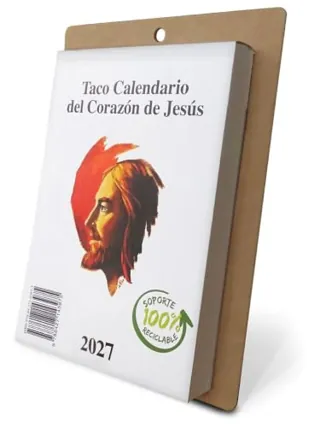 Taco Calendario
del Corazón de Jesús
SOPORTE
100%
RECICLABLE
2027